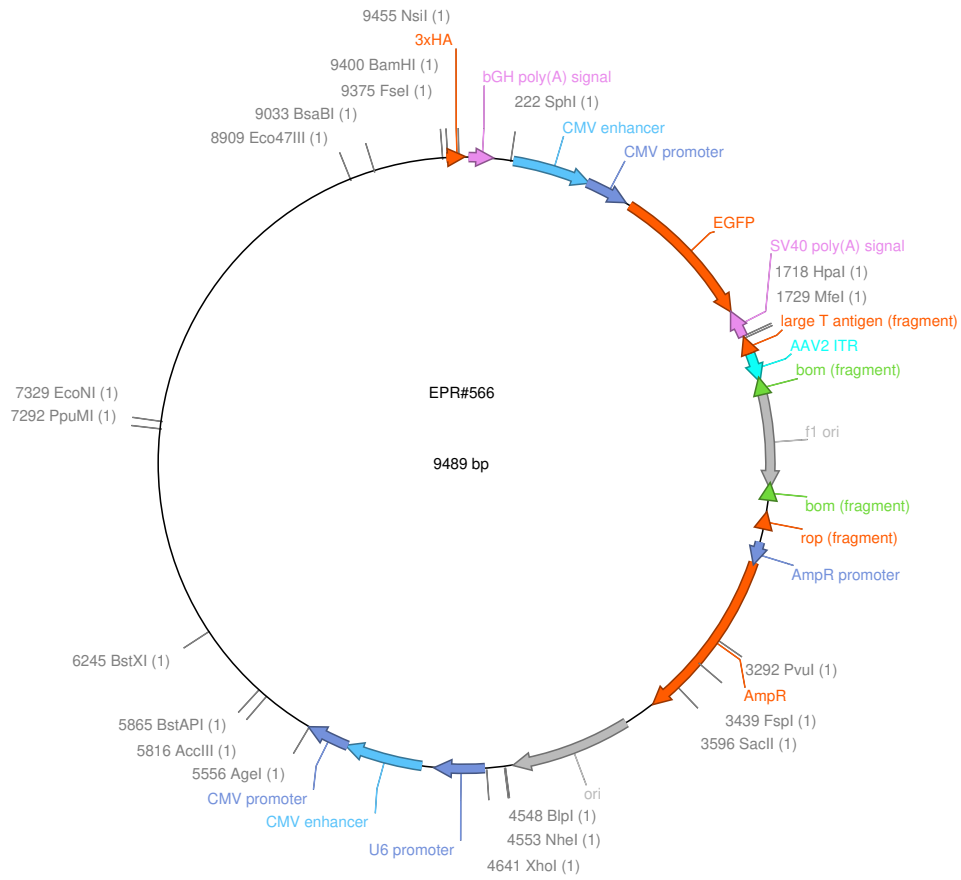 9455 NsiI (1)
3xHA
9400 BamHI (1)
9375 FseI (1)
9033 BsaBI (1)
8909 Eco47III (1)
bGH poly(A) signal
222 SphI (1)
CMV enhancer
CMV promoter
EGFP
SV40 poly(A) signal
1718 HpaI (1)
1729 MfeI (1)
large T antigen (fragment)
AAV2 ITR
bom (fragment)
f1 ori
bom (fragment)
rop (fragment)
AmpR promoter
3292 PvuI (1)
AmpR
3439 FspI (1)
3596 SacII (1)
ori
4548 BlpI (1)
4553 NheI (1)
4641 XhoI (1)
U6 promoter
CMV enhancer
CMV promoter
5556 AgeI (1)
5816 AccIII (1)
5865 BstAPI (1)
6245 BstXI (1)
7292 PpuMI (1)
7329 EcoNI (1)
EPR#566
9489 bp